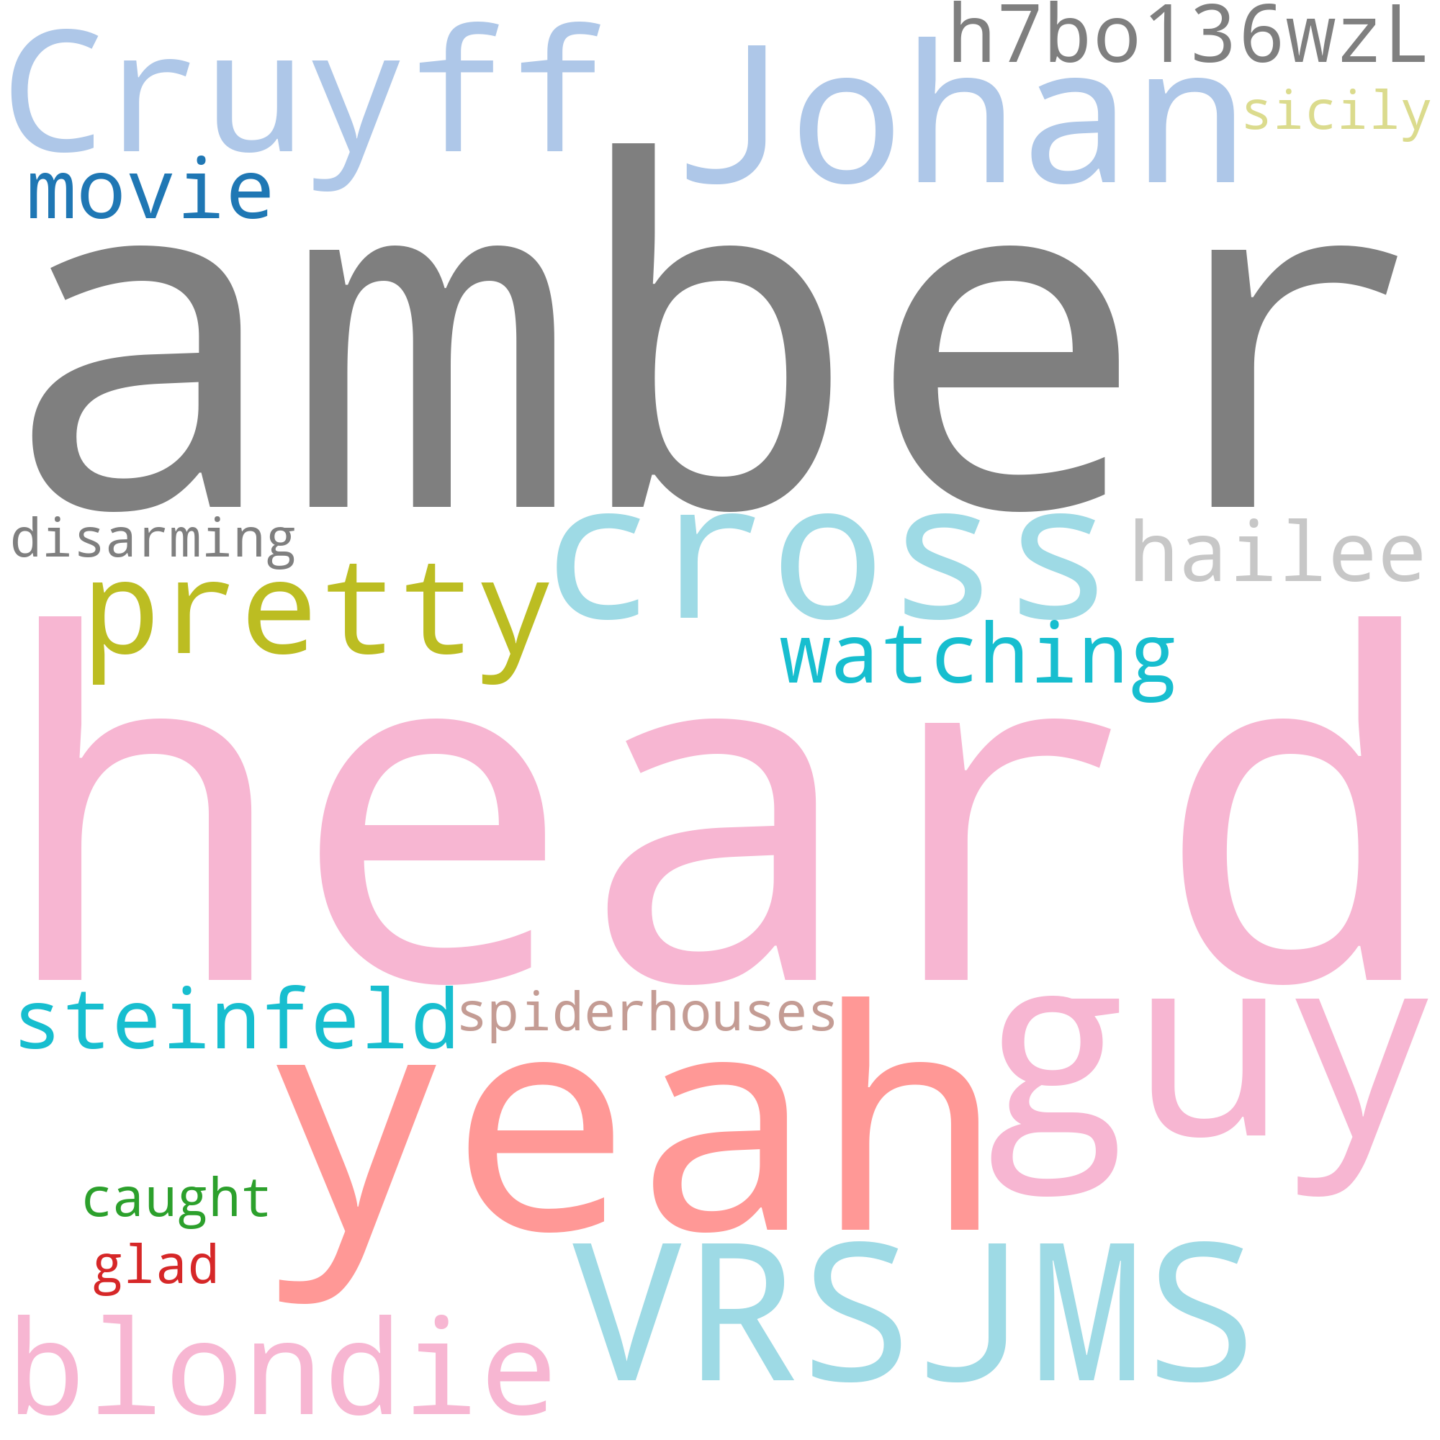 h7bo136wzL
Cruyff Johan
sicily
movie
amber
disarming
cross
hailee
pretty
watching
heard
steinfeld
spiderhouses
guy
yeah
caught
glad
VRSJMS
blondie